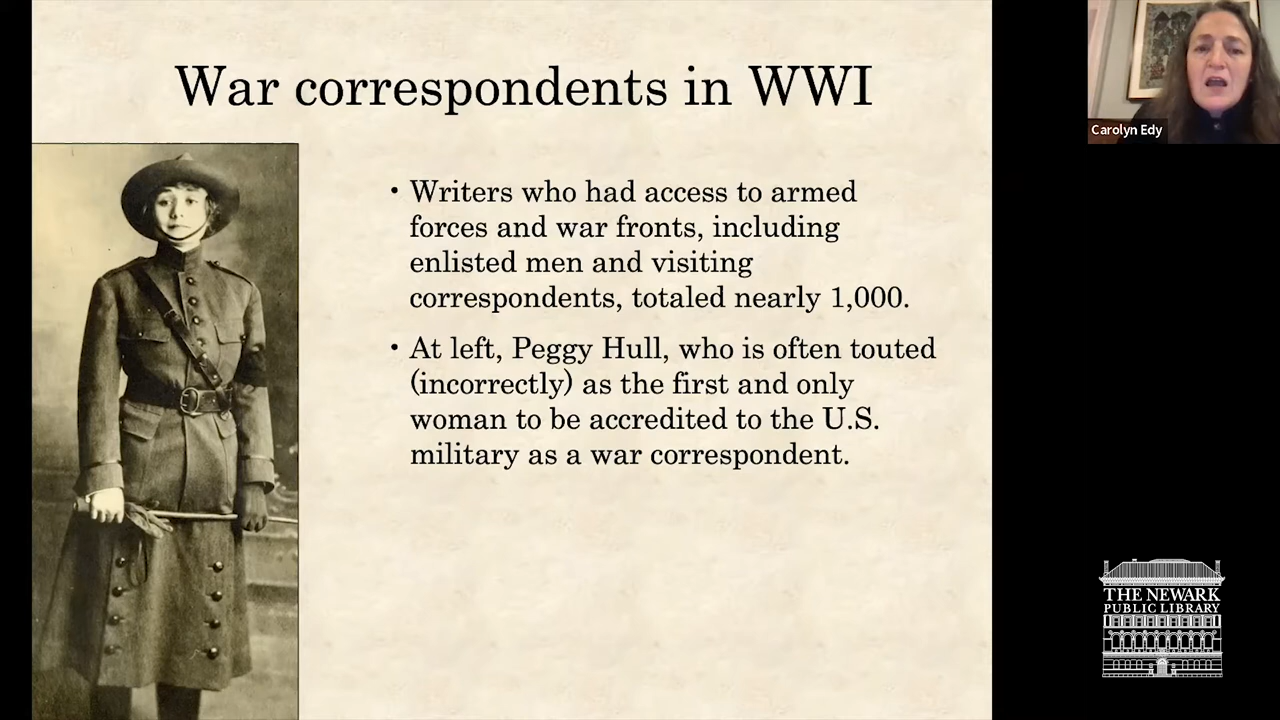 War correspondents in WWI
• Writers who had access to armed
forces and war fronts, including
enlisted men and visiting
correspondents, totaled nearly 1,000.
• At left, Peggy Hull, who is often touted
(incorrectly) as the first and only
woman to be accredited to the U.S.
military as a war correspondent.
Carolyn Edy
THE NEWARK
PUBLIC LIBRARY